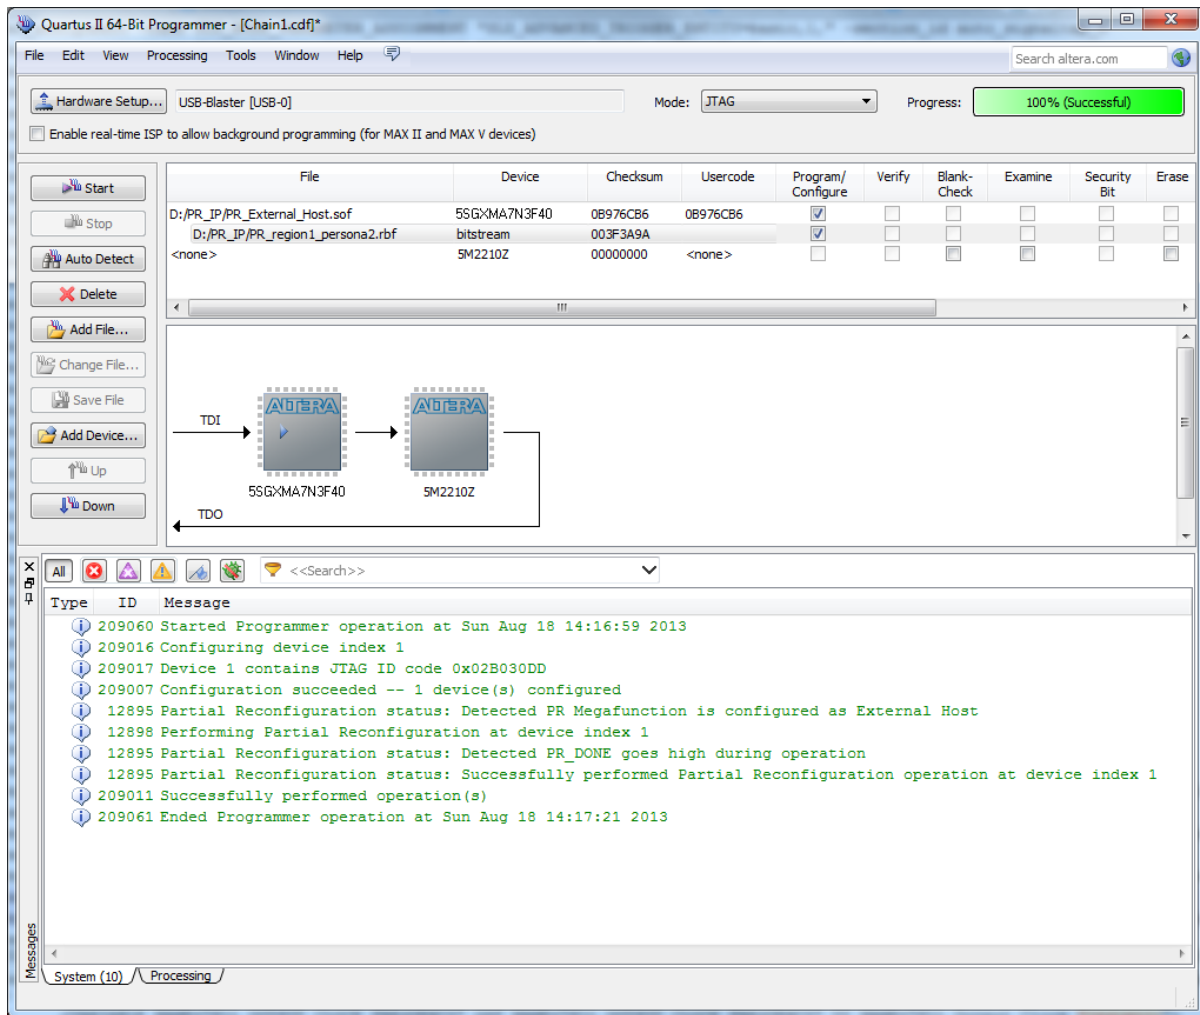 Quartus II 64-Bit Programmer - [Chain1.cdf]*
File Edit View Processing Tools Window Help
Search altera.com
Hardware Setup... USB-Blaster [USB-0] Mode: JTAG Progress: 100% (Successful)
Enable real-time ISP to allow background programming (for MAX II and MAX V devices)
Start
Stop
Auto Detect
Delete
Add File...
Change File...
Save File
Add Device...
Up
Down
File Device Checksum Usercode Program/Configure Verify Blank-Check Examine Security Bit Erase
D:/PR_IP/PR_External_Host.sof 5SGXMA7N3F40 0B976CB6 0B976CB6
D:/PR_IP/PR_region1_persona2.rbf bitstream 003F3A9A
<none> 5M2210Z 00000000 <none>
TDI
ALTERA ALTERA
5SGXMA7N3F40 5M2210Z
TDO
All <<Search>>
Type ID Message
209060 Started Programmer operation at Sun Aug 18 14:16:59 2013
209016 Configuring device index 1
209017 Device 1 contains JTAG ID code 0x02B030DD
209007 Configuration succeeded -- 1 device(s) configured
12895 Partial Reconfiguration status: Detected PR Megafunction is configured as External Host
12898 Performing Partial Reconfiguration at device index 1
12895 Partial Reconfiguration status: Detected PR_DONE goes high during operation
12895 Partial Reconfiguration status: Successfully performed Partial Reconfiguration operation at device index 1
209011 Successfully performed operation(s)
209061 Ended Programmer operation at Sun Aug 18 14:17:21 2013
Messages
System (10) Processing